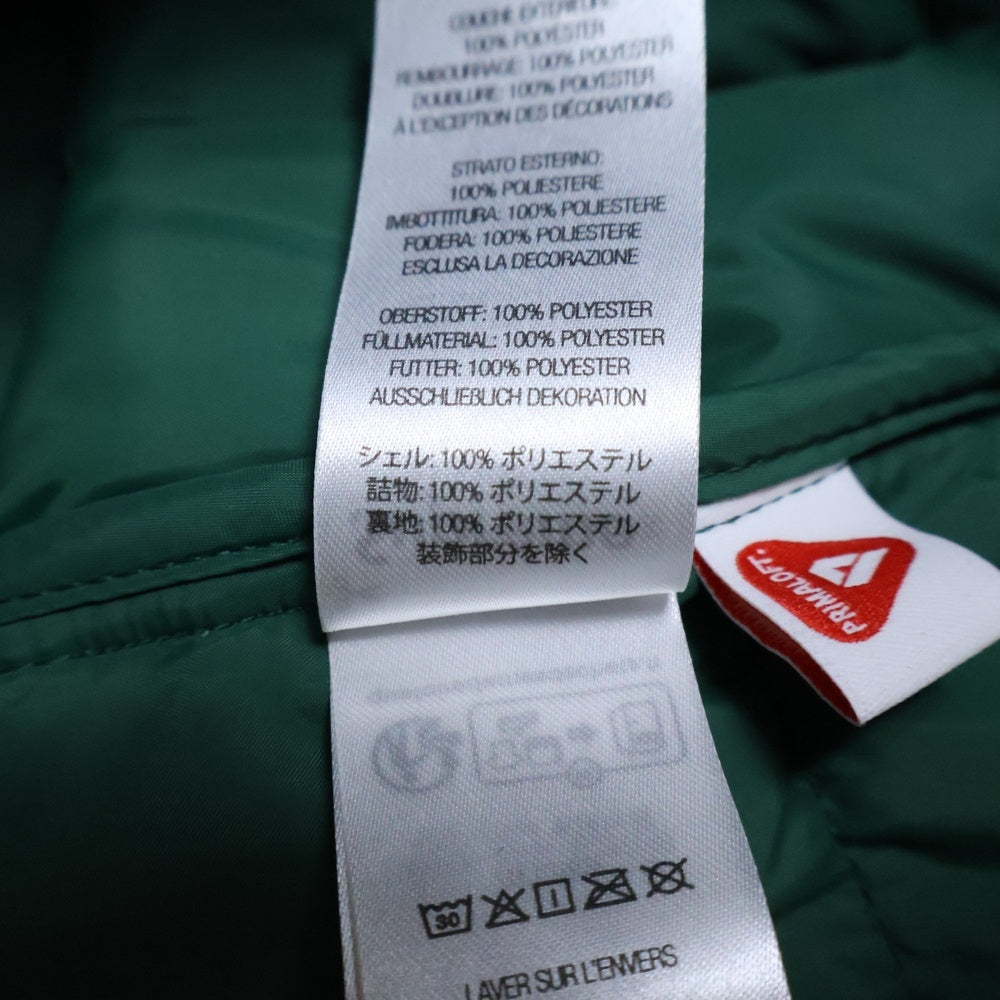 COUCHE EXTÉRIEURE
100% POLYESTER
REMBOURRAGE: 100% POLYESTER
DOUBLURE: 100% POLYESTER
À L'EXCEPTION DES DÉCORATIONS
STRATO ESTERNO:
100% POLIESTERE
IMBOTTITURA: 100% POLIESTERE
FODERA: 100% POLIESTERE
ESCLUSA LA DECORAZIONE
OBERSTOFF: 100% POLYESTER
FÜLLMATERIAL: 100% POLYESTER
FUTTER: 100% POLYESTER
AUSSCHLIEßLICH DEKORATION
シェル: 100% ポリエステル
詰物: 100% ポリエステル
裏地: 100% ポリエステル
装飾部分を除く
PRIMALOFT.
30
LAVER SUR L'ENVERS